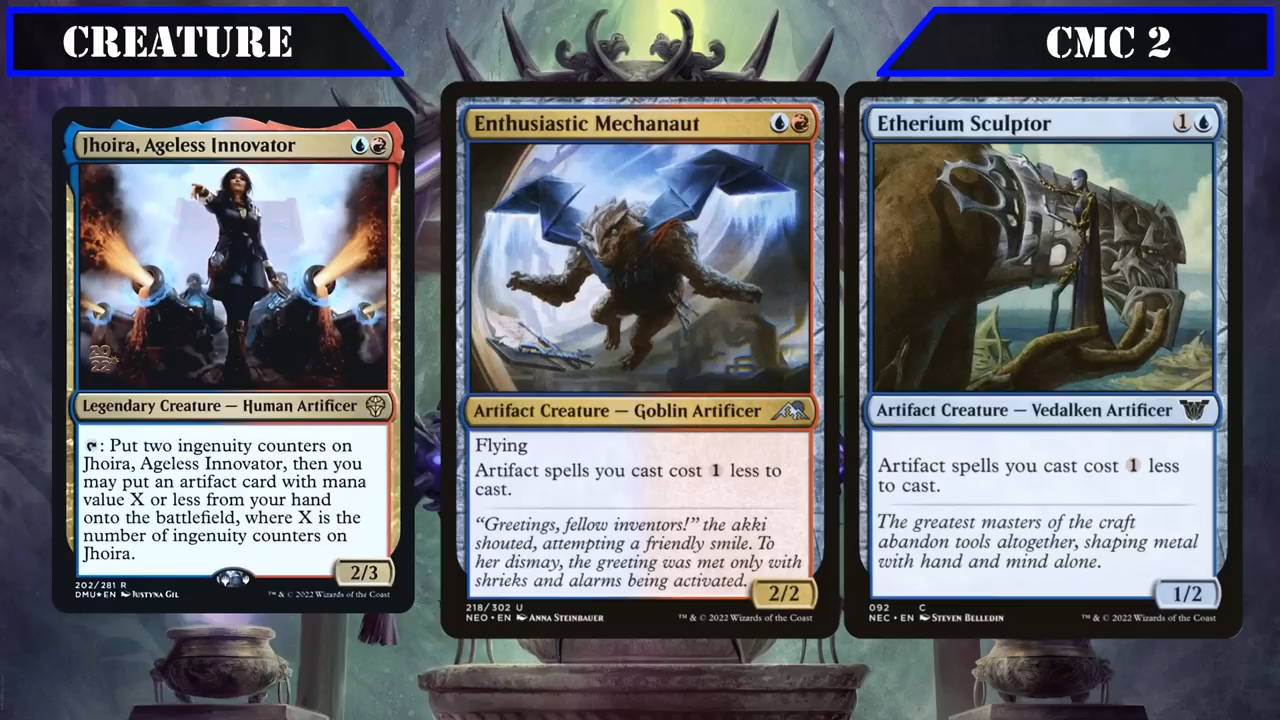 CREATURE
CMC 2
Jhoira, Ageless Innovator
20
22
Legendary Creature — Human Artificer
: Put two ingenuity counters on
Jhoira, Ageless Innovator, then you
may put an artifact card with mana
value X or less from your hand
onto the battlefield, where X is the
number of ingenuity counters on
Jhoira.
2/3
202/281 R
DMU★EN Justyna Gil
™ & © 2022 Wizards of the Coast
Enthusiastic Mechanaut
Artifact Creature — Goblin Artificer
Flying
Artifact spells you cast cost 1 less to
cast.
“Greetings, fellow inventors!” the akki
shouted, attempting a friendly smile. To
her dismay, the greeting was met only with
shrieks and alarms being activated.
2/2
218/302 U
NEO • EN Anna Steinbauer
™ & © 2022 Wizards of the Coast
Etherium Sculptor
1
Artifact Creature — Vedalken Artificer
Artifact spells you cast cost 1 less
to cast.
The greatest masters of the craft
abandon tools altogether, shaping metal
with hand and mind alone.
1/2
092 C
NEC • EN Steven Belledin
™ & © 2022 Wizards of the Coast